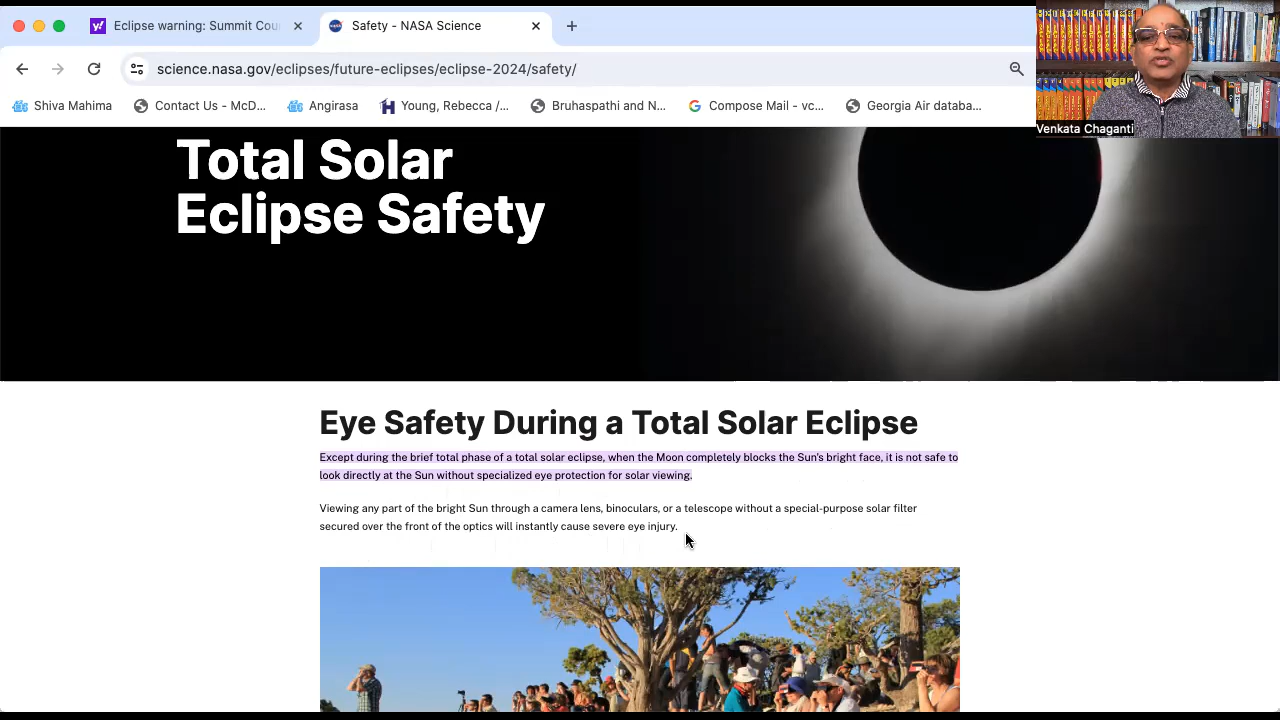 Eclipse warning: Summit Cou
Safety - NASA Science
science.nasa.gov/eclipses/future-eclipses/eclipse-2024/safety/
Shiva Mahima
Contact Us - McD...
Angirasa
Young, Rebecca /...
Bruhaspathi and N...
Compose Mail - vc...
Georgia Air databa...
Venkata Chaganti
Total Solar
Eclipse Safety
Eye Safety During a Total Solar Eclipse
Except during the brief total phase of a total solar eclipse, when the Moon completely blocks the Sun's bright face, it is not safe to
look directly at the Sun without specialized eye protection for solar viewing.
Viewing any part of the bright Sun through a camera lens, binoculars, or a telescope without a special-purpose solar filter
secured over the front of the optics will instantly cause severe eye injury.